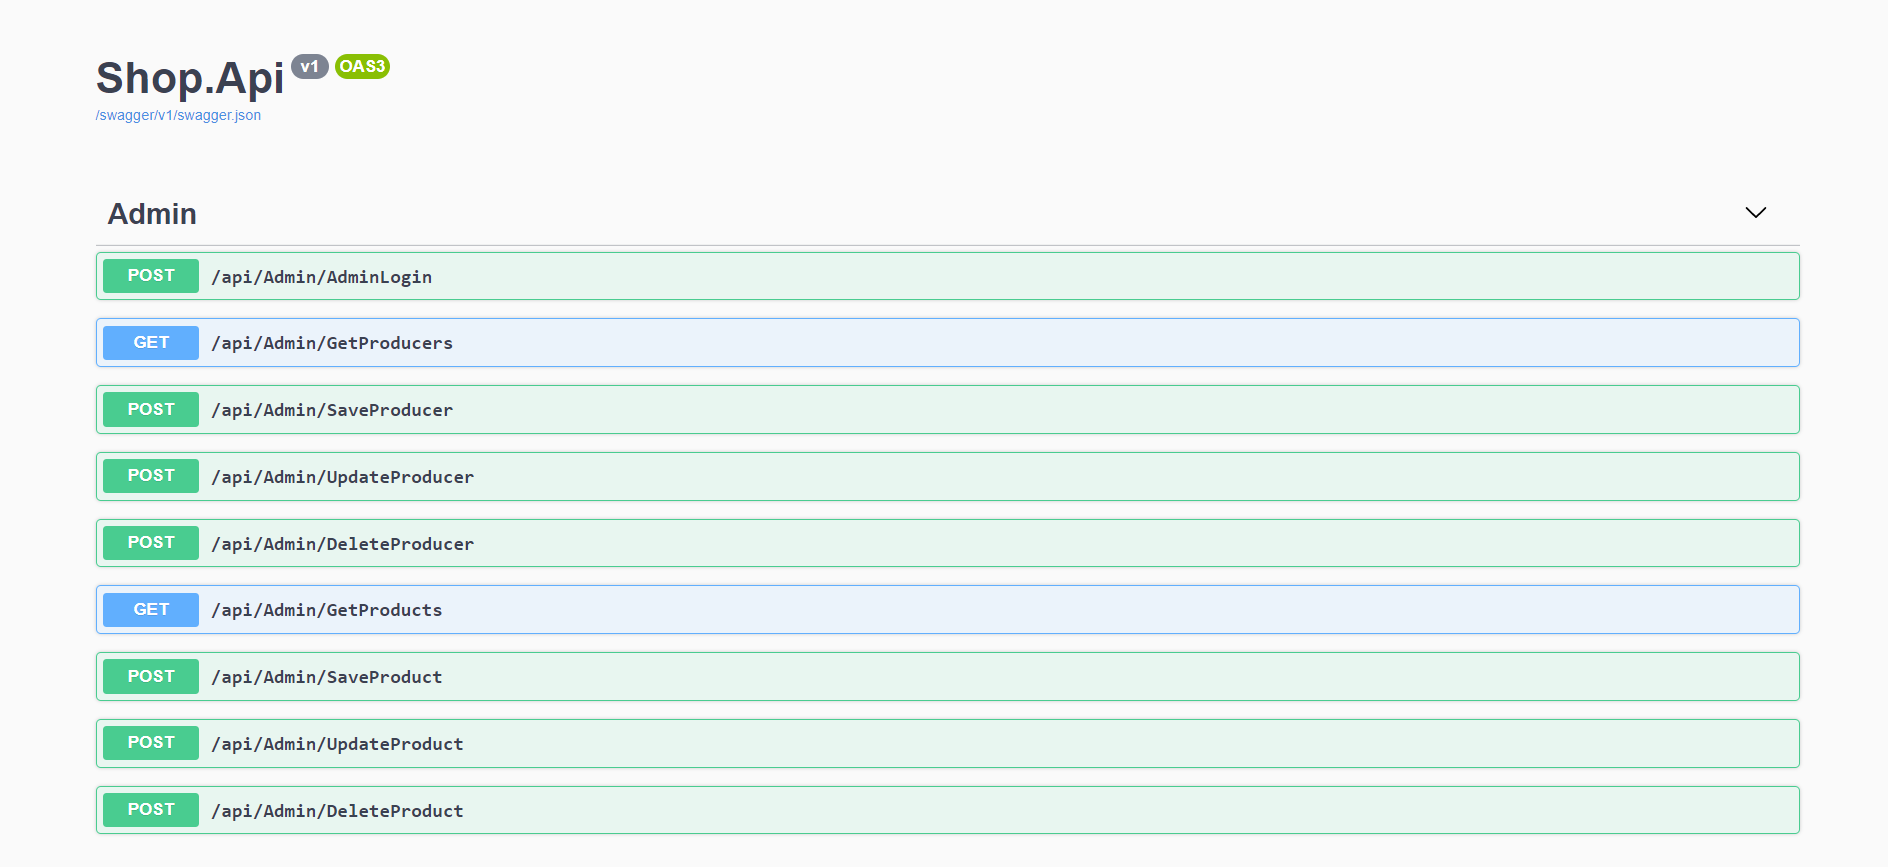 Shop.Api v1 OAS3
/swagger/v1/swagger.json
Admin
POST /api/Admin/AdminLogin
GET /api/Admin/GetProducers
POST /api/Admin/SaveProducer
POST /api/Admin/UpdateProducer
POST /api/Admin/DeleteProducer
GET /api/Admin/GetProducts
POST /api/Admin/SaveProduct
POST /api/Admin/UpdateProduct
POST /api/Admin/DeleteProduct